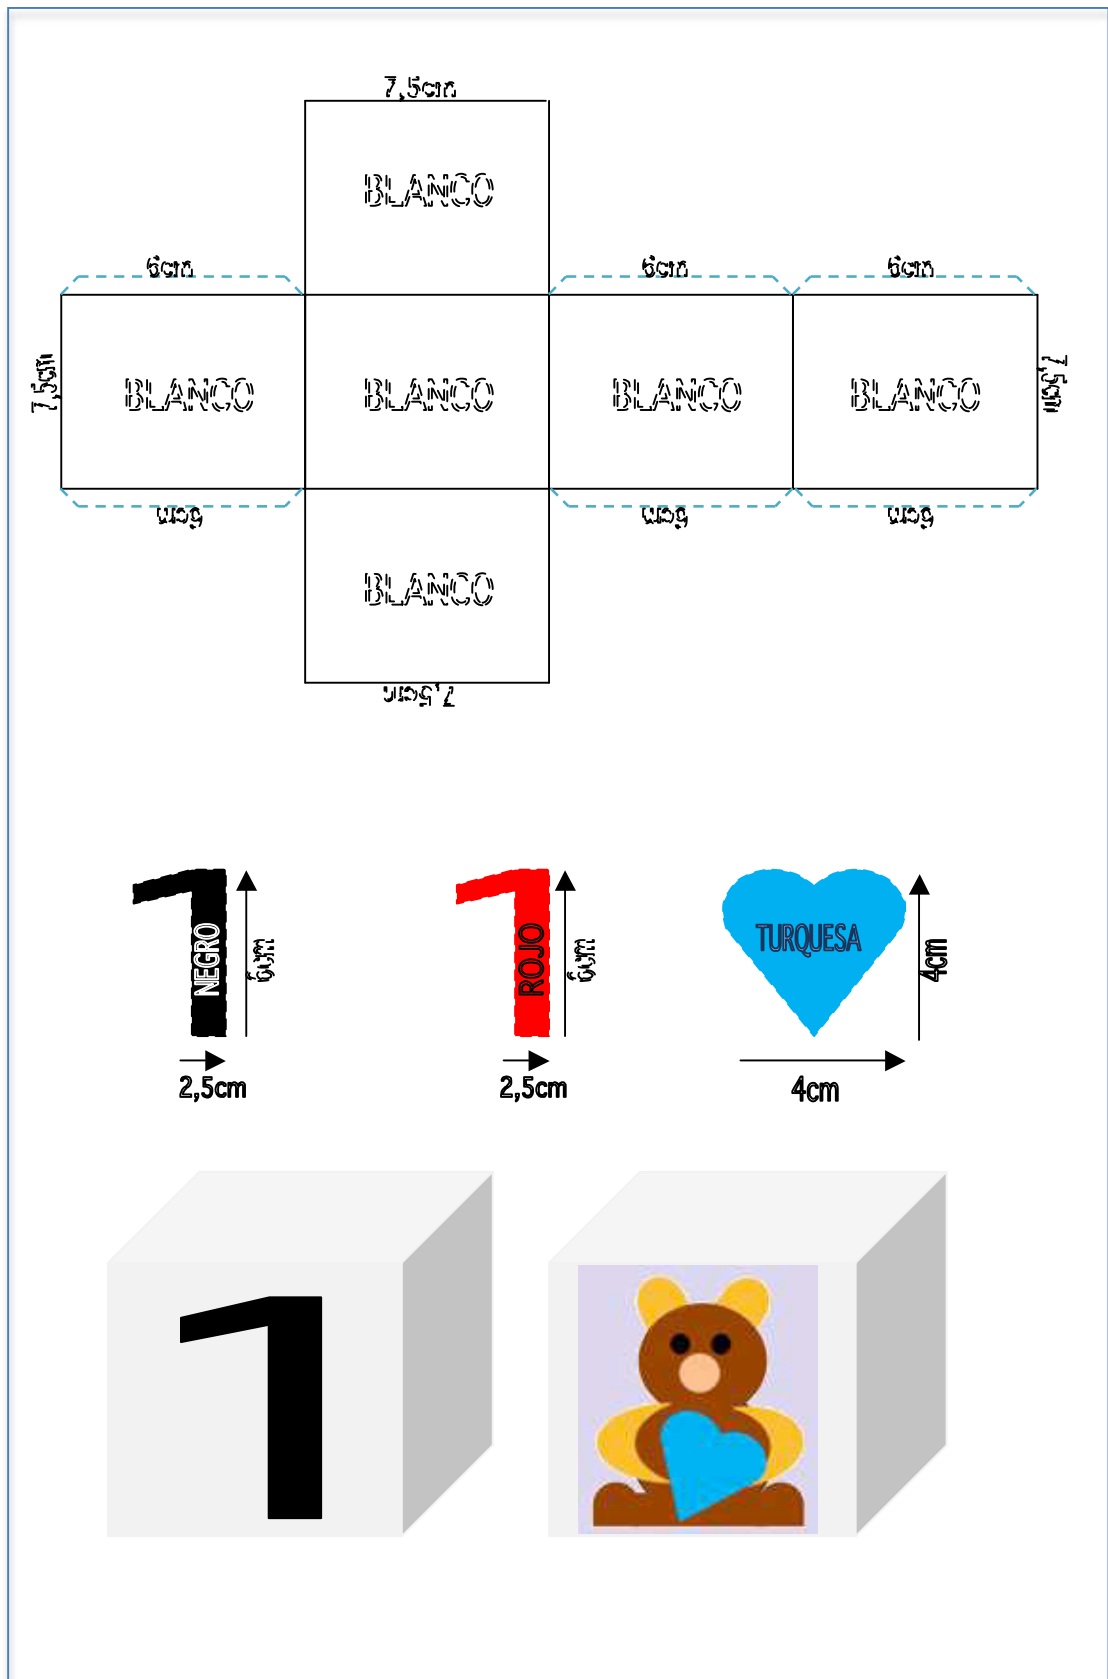 7,5cm
BLANCO
6cm 6cm 6cm
7,5cm BLANCO BLANCO BLANCO BLANCO 7,5cm
6cm 6cm 6cm
BLANCO
7,5cm
NEGRO 6cm ROJO 6cm TURQUESA 4cm
2,5cm 2,5cm 4cm
1